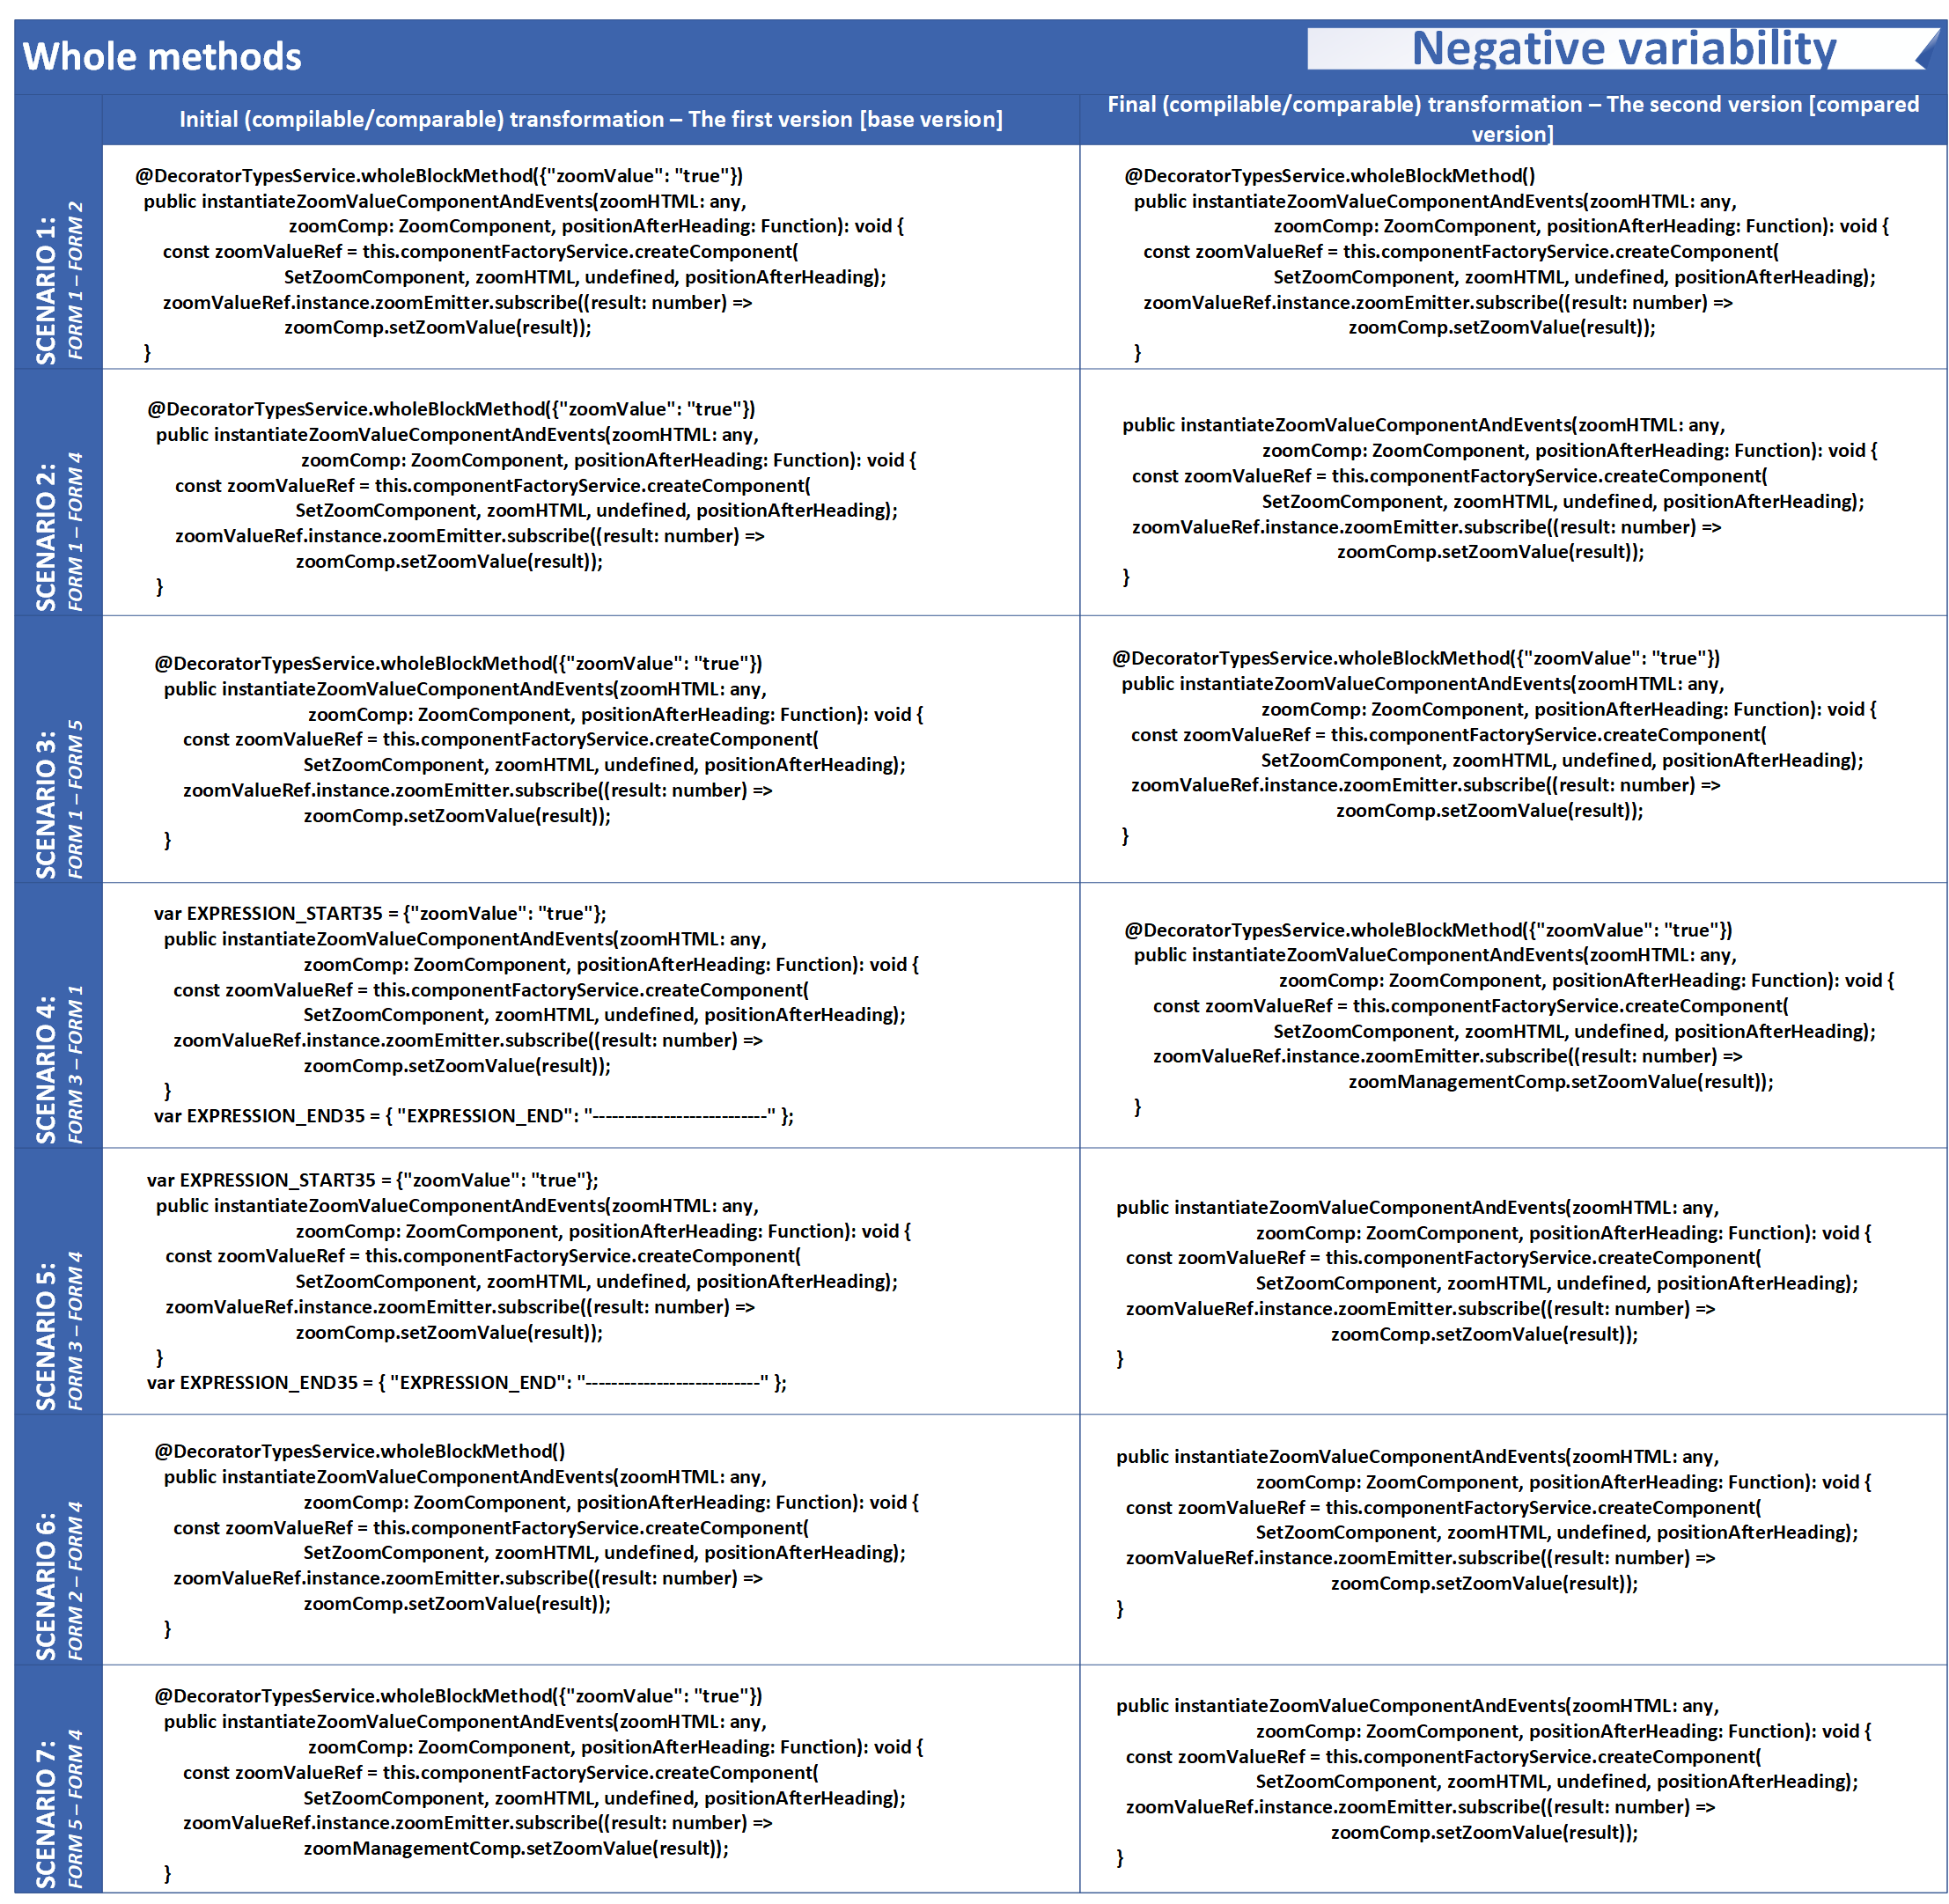 Whole methods
Negative variability
Initial (compilable/comparable) transformation – The first version [base version]
Final (compilable/comparable) transformation – The second version [compared
version]
SCENARIO 1:
FORM 1 – FORM 2
@DecoratorTypesService.wholeBlockMethod({"zoomValue": "true"})
public instantiateZoomValueComponentAndEvents(zoomHTML: any,
zoomComp: ZoomComponent, positionAfterHeading: Function): void {
const zoomValueRef = this.componentFactoryService.createComponent(
SetZoomComponent, zoomHTML, undefined, positionAfterHeading);
zoomValueRef.instance.zoomEmitter.subscribe((result: number) =>
zoomComp.setZoomValue(result));
}
@DecoratorTypesService.wholeBlockMethod()
public instantiateZoomValueComponentAndEvents(zoomHTML: any,
zoomComp: ZoomComponent, positionAfterHeading: Function): void {
const zoomValueRef = this.componentFactoryService.createComponent(
SetZoomComponent, zoomHTML, undefined, positionAfterHeading);
zoomValueRef.instance.zoomEmitter.subscribe((result: number) =>
zoomComp.setZoomValue(result));
}
SCENARIO 2:
FORM 1 – FORM 4
@DecoratorTypesService.wholeBlockMethod({"zoomValue": "true"})
public instantiateZoomValueComponentAndEvents(zoomHTML: any,
zoomComp: ZoomComponent, positionAfterHeading: Function): void {
const zoomValueRef = this.componentFactoryService.createComponent(
SetZoomComponent, zoomHTML, undefined, positionAfterHeading);
zoomValueRef.instance.zoomEmitter.subscribe((result: number) =>
zoomComp.setZoomValue(result));
}
public instantiateZoomValueComponentAndEvents(zoomHTML: any,
zoomComp: ZoomComponent, positionAfterHeading: Function): void {
const zoomValueRef = this.componentFactoryService.createComponent(
SetZoomComponent, zoomHTML, undefined, positionAfterHeading);
zoomValueRef.instance.zoomEmitter.subscribe((result: number) =>
zoomComp.setZoomValue(result));
}
SCENARIO 3:
FORM 1 – FORM 5
@DecoratorTypesService.wholeBlockMethod({"zoomValue": "true"})
public instantiateZoomValueComponentAndEvents(zoomHTML: any,
zoomComp: ZoomComponent, positionAfterHeading: Function): void {
const zoomValueRef = this.componentFactoryService.createComponent(
SetZoomComponent, zoomHTML, undefined, positionAfterHeading);
zoomValueRef.instance.zoomEmitter.subscribe((result: number) =>
zoomComp.setZoomValue(result));
}
@DecoratorTypesService.wholeBlockMethod({"zoomValue": "true"})
public instantiateZoomValueComponentAndEvents(zoomHTML: any,
zoomComp: ZoomComponent, positionAfterHeading: Function): void {
const zoomValueRef = this.componentFactoryService.createComponent(
SetZoomComponent, zoomHTML, undefined, positionAfterHeading);
zoomValueRef.instance.zoomEmitter.subscribe((result: number) =>
zoomComp.setZoomValue(result));
}
SCENARIO 4:
FORM 3 – FORM 1
var EXPRESSION_START35 = {"zoomValue": "true"};
public instantiateZoomValueComponentAndEvents(zoomHTML: any,
zoomComp: ZoomComponent, positionAfterHeading: Function): void {
const zoomValueRef = this.componentFactoryService.createComponent(
SetZoomComponent, zoomHTML, undefined, positionAfterHeading);
zoomValueRef.instance.zoomEmitter.subscribe((result: number) =>
zoomComp.setZoomValue(result));
}
var EXPRESSION_END35 = { "EXPRESSION_END": "---------------------------" };
@DecoratorTypesService.wholeBlockMethod({"zoomValue": "true"})
public instantiateZoomValueComponentAndEvents(zoomHTML: any,
zoomComp: ZoomComponent, positionAfterHeading: Function): void {
const zoomValueRef = this.componentFactoryService.createComponent(
SetZoomComponent, zoomHTML, undefined, positionAfterHeading);
zoomValueRef.instance.zoomEmitter.subscribe((result: number) =>
zoomManagementComp.setZoomValue(result));
}
SCENARIO 5:
FORM 3 – FORM 4
var EXPRESSION_START35 = {"zoomValue": "true"};
public instantiateZoomValueComponentAndEvents(zoomHTML: any,
zoomComp: ZoomComponent, positionAfterHeading: Function): void {
const zoomValueRef = this.componentFactoryService.createComponent(
SetZoomComponent, zoomHTML, undefined, positionAfterHeading);
zoomValueRef.instance.zoomEmitter.subscribe((result: number) =>
zoomComp.setZoomValue(result));
}
var EXPRESSION_END35 = { "EXPRESSION_END": "---------------------------" };
public instantiateZoomValueComponentAndEvents(zoomHTML: any,
zoomComp: ZoomComponent, positionAfterHeading: Function): void {
const zoomValueRef = this.componentFactoryService.createComponent(
SetZoomComponent, zoomHTML, undefined, positionAfterHeading);
zoomValueRef.instance.zoomEmitter.subscribe((result: number) =>
zoomComp.setZoomValue(result));
}
SCENARIO 6:
FORM 2 – FORM 4
@DecoratorTypesService.wholeBlockMethod()
public instantiateZoomValueComponentAndEvents(zoomHTML: any,
zoomComp: ZoomComponent, positionAfterHeading: Function): void {
const zoomValueRef = this.componentFactoryService.createComponent(
SetZoomComponent, zoomHTML, undefined, positionAfterHeading);
zoomValueRef.instance.zoomEmitter.subscribe((result: number) =>
zoomComp.setZoomValue(result));
}
public instantiateZoomValueComponentAndEvents(zoomHTML: any,
zoomComp: ZoomComponent, positionAfterHeading: Function): void {
const zoomValueRef = this.componentFactoryService.createComponent(
SetZoomComponent, zoomHTML, undefined, positionAfterHeading);
zoomValueRef.instance.zoomEmitter.subscribe((result: number) =>
zoomComp.setZoomValue(result));
}
SCENARIO 7:
FORM 5 – FORM 4
@DecoratorTypesService.wholeBlockMethod({"zoomValue": "true"})
public instantiateZoomValueComponentAndEvents(zoomHTML: any,
zoomComp: ZoomComponent, positionAfterHeading: Function): void {
const zoomValueRef = this.componentFactoryService.createComponent(
SetZoomComponent, zoomHTML, undefined, positionAfterHeading);
zoomValueRef.instance.zoomEmitter.subscribe((result: number) =>
zoomManagementComp.setZoomValue(result));
}
public instantiateZoomValueComponentAndEvents(zoomHTML: any,
zoomComp: ZoomComponent, positionAfterHeading: Function): void {
const zoomValueRef = this.componentFactoryService.createComponent(
SetZoomComponent, zoomHTML, undefined, positionAfterHeading);
zoomValueRef.instance.zoomEmitter.subscribe((result: number) =>
zoomComp.setZoomValue(result));
}